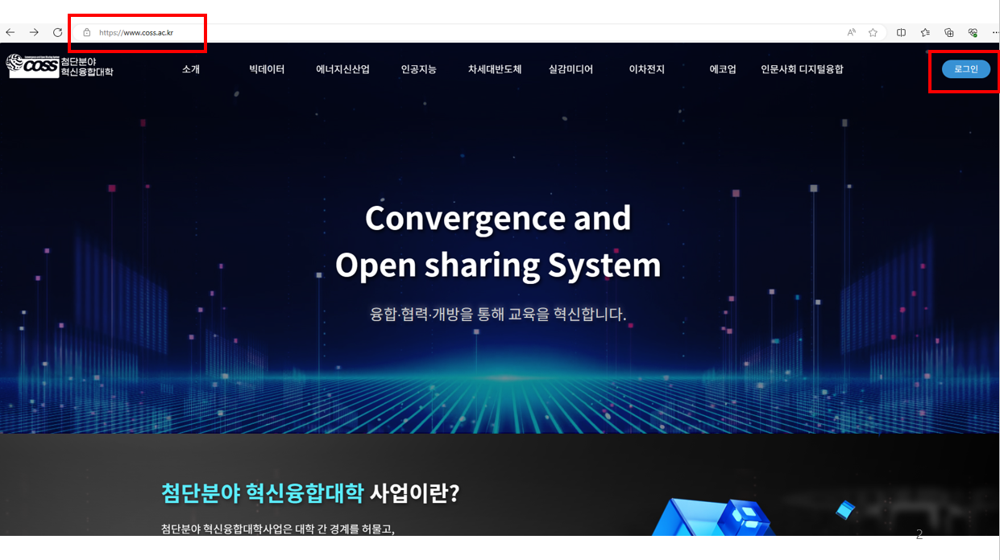 https://www.coss.ac.kr
COSS 첨단분야
혁신융합대학
소개 빅데이터 에너지신산업 인공지능 차세대반도체 실감미디어 이차전지 에코업 인문사회 디지털융합 로그인
Convergence and
Open sharing System
융합·협력·개방을 통해 교육을 혁신합니다.
첨단분야 혁신융합대학 사업이란?
첨단분야 혁신융합대학사업은 대학 간 경계를 허물고,
2